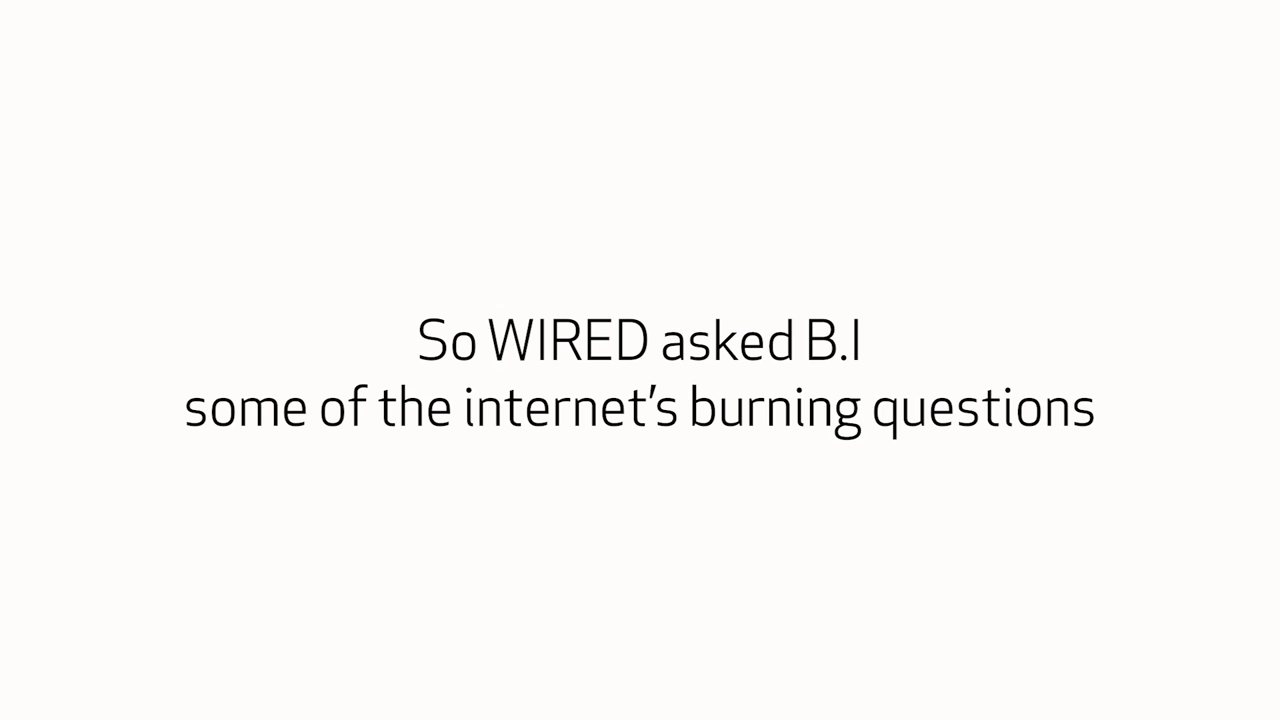 So WIRED asked B.I
some of the internet's burning questions